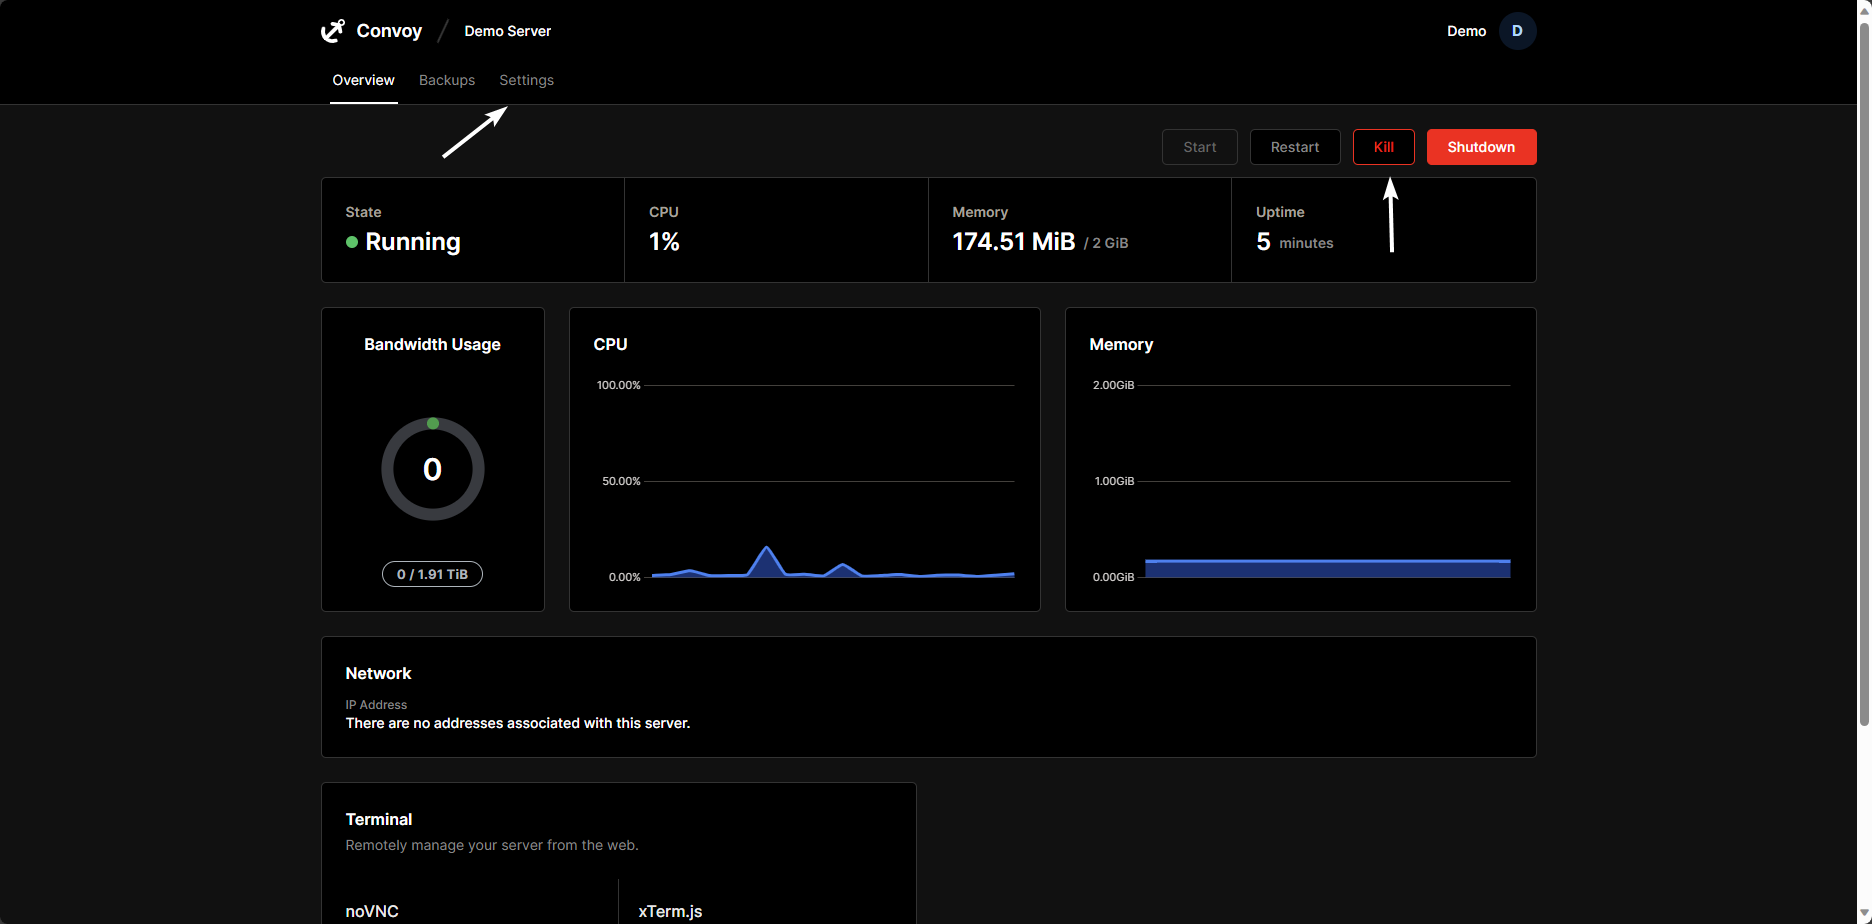 Convoy / Demo Server
Demo D
Overview Backups Settings
Start Restart Kill Shutdown
State CPU Memory Uptime
Running 1% 174.51 MiB / 2 GiB 5 minutes
Bandwidth Usage
0
0 / 1.91 TiB
CPU
100.00%
50.00%
0.00%
Memory
2.00GiB
1.00GiB
0.00GiB
Network
IP Address
There are no addresses associated with this server.
Terminal
Remotely manage your server from the web.
noVNC xTerm.js